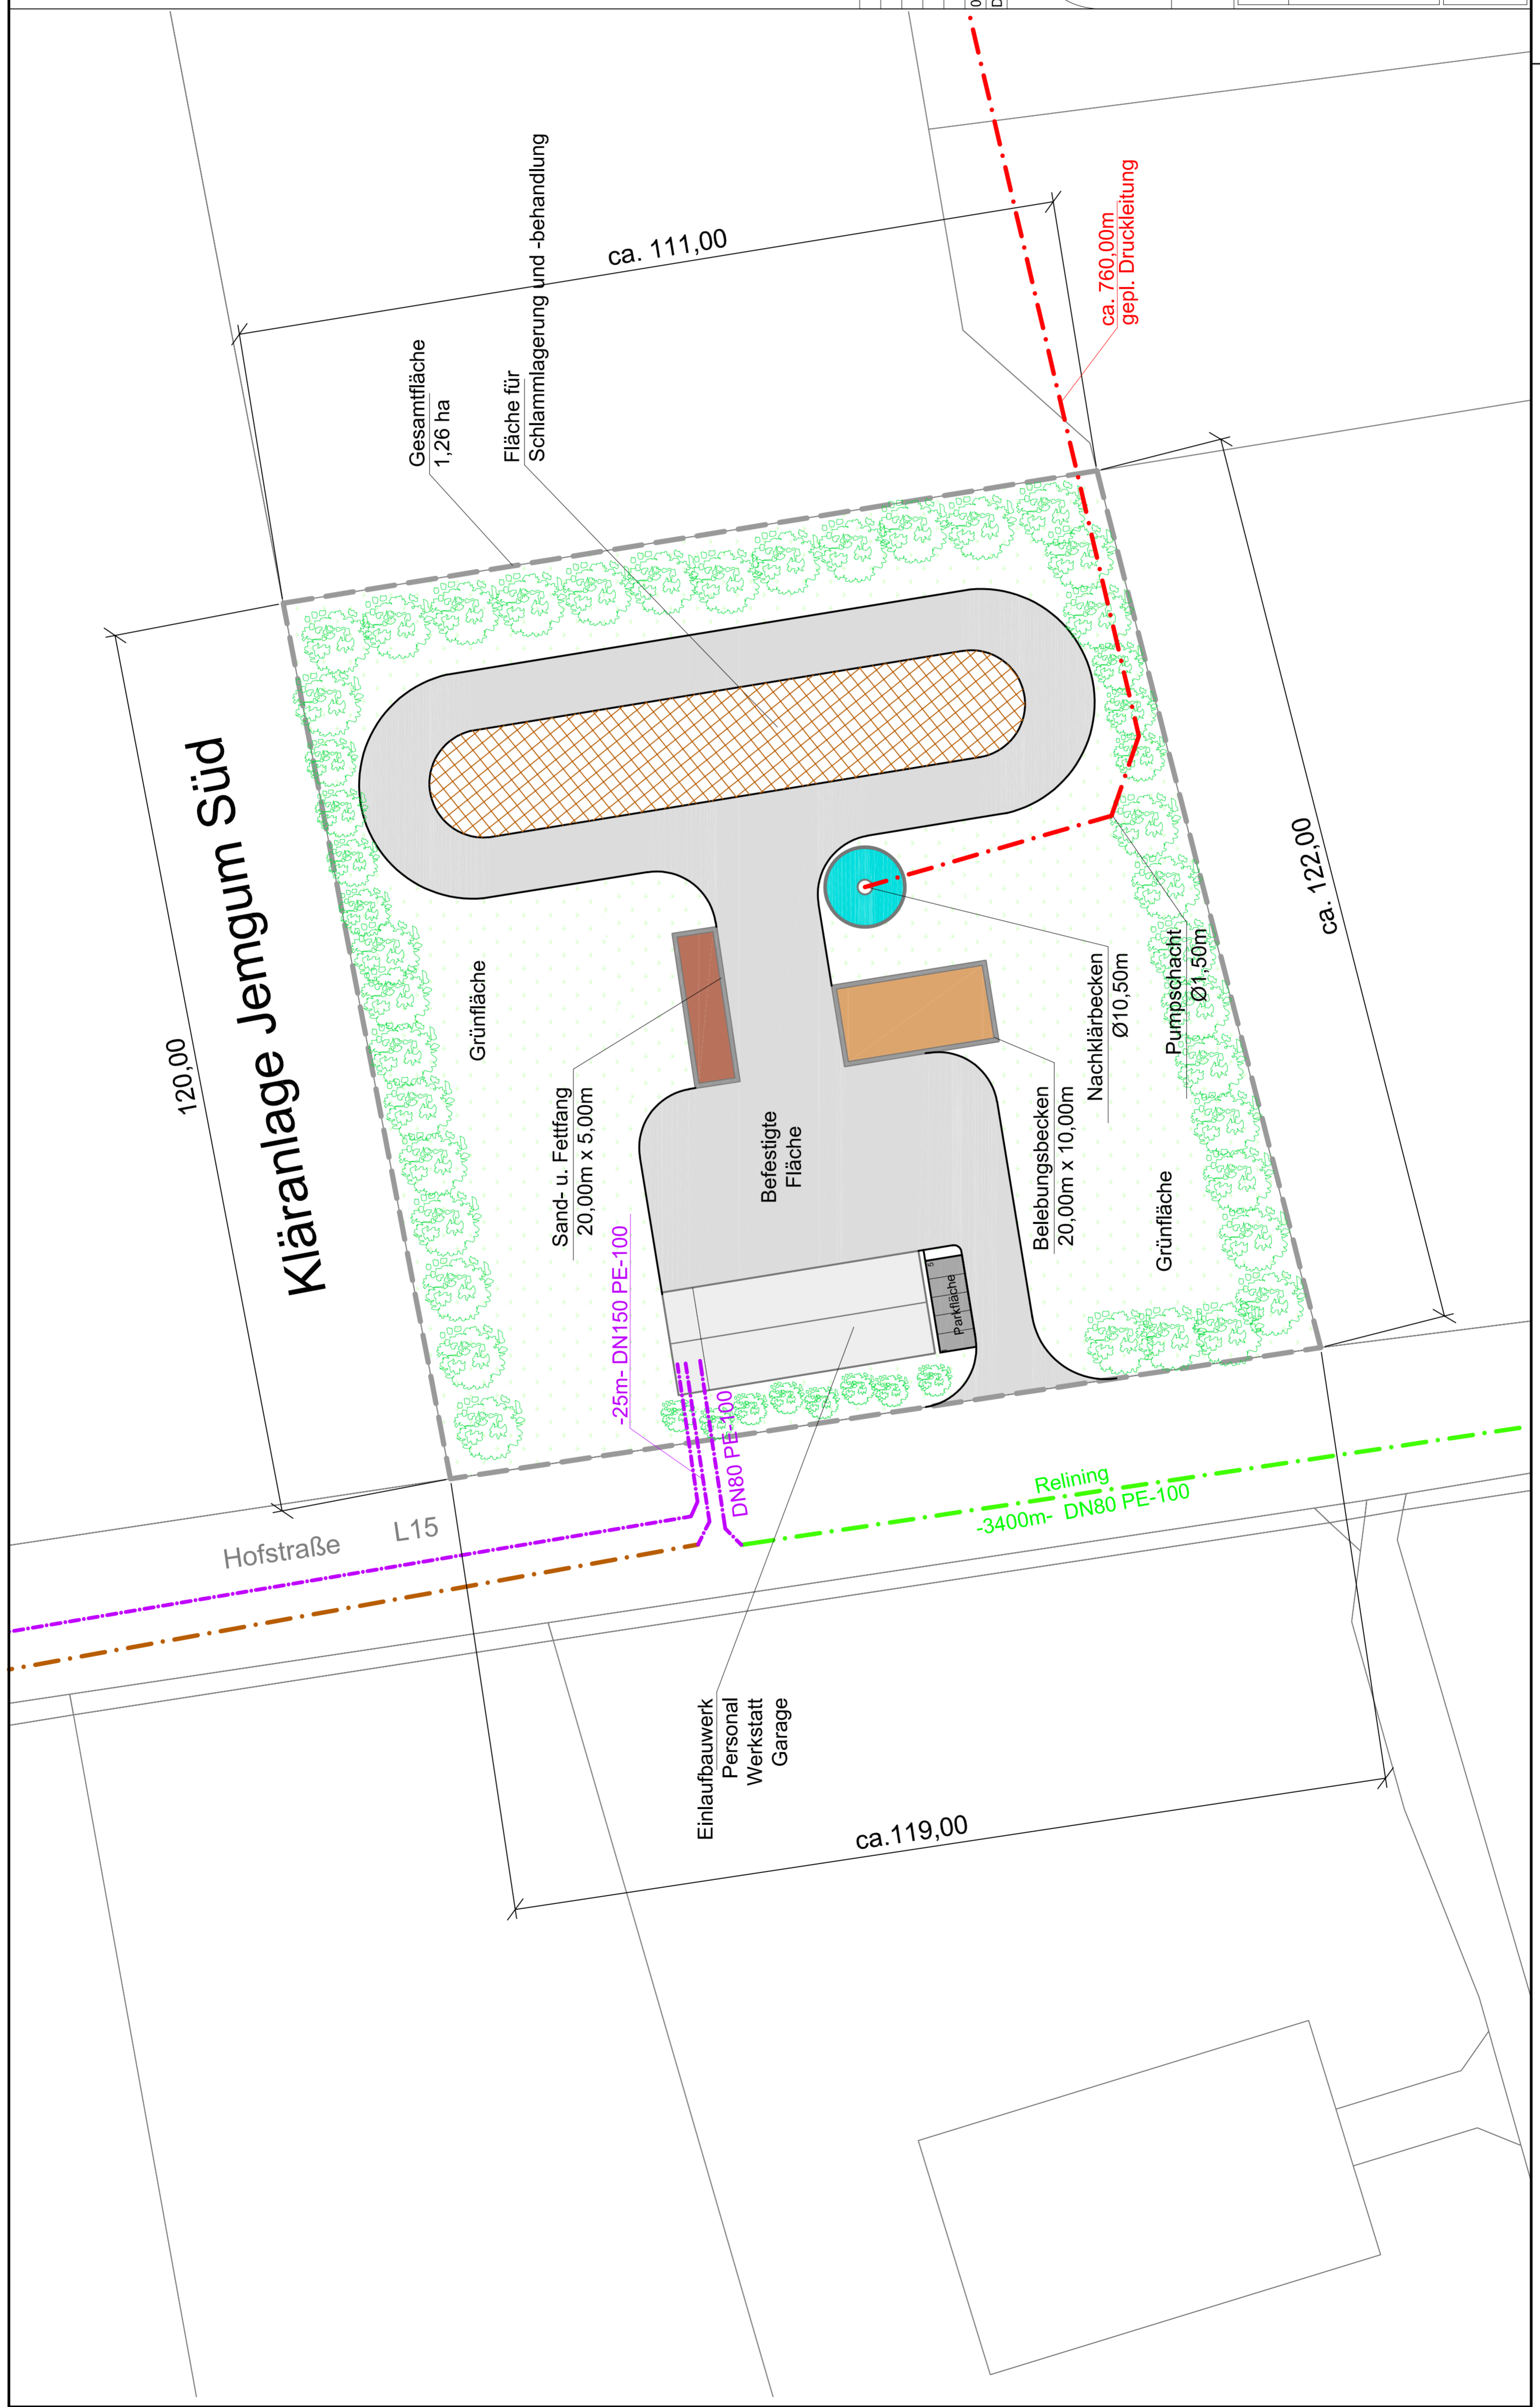 Kläranlage Jemgum Süd
120,00
ca. 111,00
Gesamtfläche
1,26 ha
Fläche für
Schlammlagerung und -behandlung
ca. 760,00m
gepl. Druckleitung
ca. 122,00
Grünfläche
Sand- u. Fettfang
20,00m x 5,00m
Befestigte
Fläche
Nachklärbecken
Ø10,50m
Pumpschacht
Ø1,50m
Belebungsbecken
20,00m x 10,00m
Grünfläche
-25m- DN150 PE-100
DN80 PE-100
5
Parkfläche
Relining
-3400m- DN80 PE-100
Hofstraße L15
Einlaufbauwerk
Personal
Werkstatt
Garage
ca.119,00